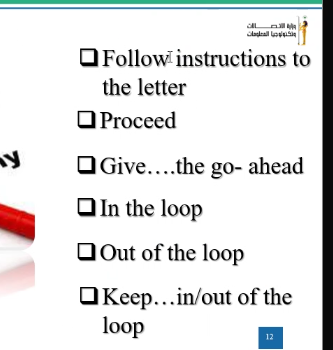 وزارة الاتصالات
وتكنولوجيا المعلومات
❑ Follow instructions to
the letter
❑ Proceed
❑ Give….the go- ahead
❑ In the loop
❑ Out of the loop
❑ Keep…in/out of the
loop
12